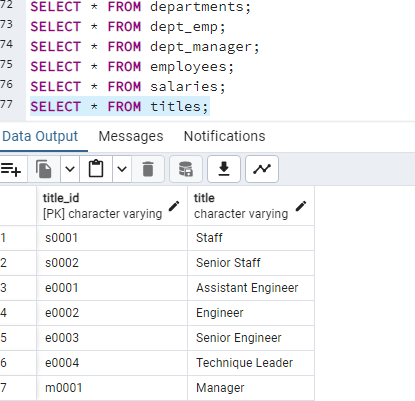 72 SELECT * FROM departments;
73 SELECT * FROM dept_emp;
74 SELECT * FROM dept_manager;
75 SELECT * FROM employees;
76 SELECT * FROM salaries;
77 SELECT * FROM titles;
Data Output Messages Notifications
title_id title
[PK] character varying character varying
1 s0001 Staff
2 s0002 Senior Staff
3 e0001 Assistant Engineer
4 e0002 Engineer
5 e0003 Senior Engineer
6 e0004 Technique Leader
7 m0001 Manager